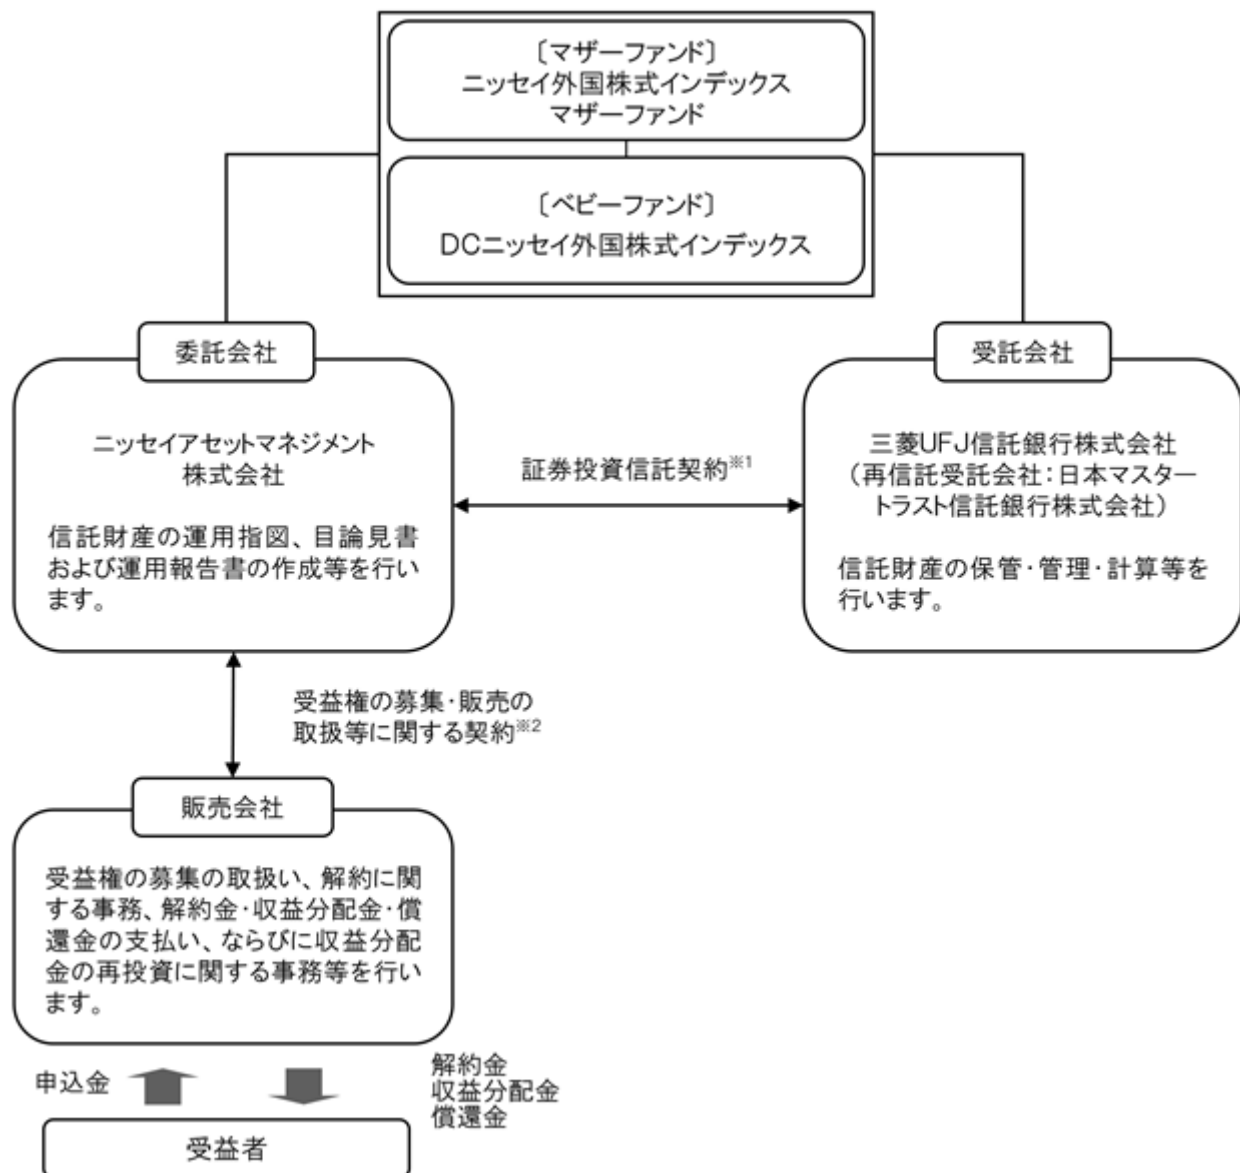 〔マザーファンド〕
ニッセイ外国株式インデックス
マザーファンド
〔ベビーファンド〕
DCニッセイ外国株式インデックス
委託会社
受託会社
ニッセイアセットマネジメント
株式会社
信託財産の運用指図、目論見書
および運用報告書の作成等を行い
ます。
証券投資信託契約※1
三菱UFJ信託銀行株式会社
（再信託受託会社：日本マスター
トラスト信託銀行株式会社）
信託財産の保管・管理・計算等を
行います。
受益権の募集・販売の
取扱等に関する契約※2
販売会社
受益権の募集の取扱い、解約に関
する事務、解約金・収益分配金・償
還金の支払い、ならびに収益分配
金の再投資に関する事務等を行い
ます。
申込金
解約金
収益分配金
償還金
受益者